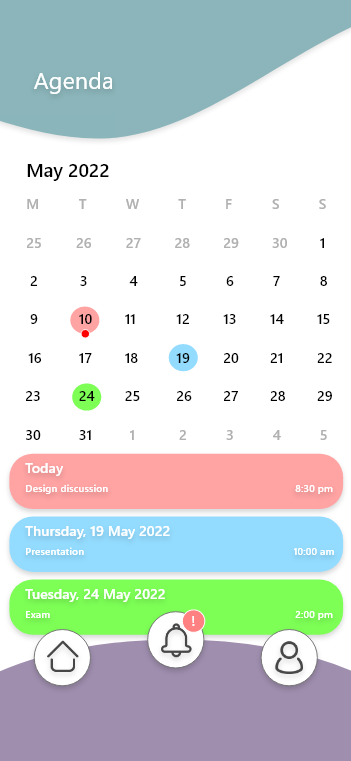 Agenda
May 2022
M T W T F S S
25 26 27 28 29 30 1
2 3 4 5 6 7 8
9 10 11 12 13 14 15
16 17 18 19 20 21 22
23 24 25 26 27 28 29
30 31 1 2 3 4 5
Today
Design discussion 8:30 pm
Thursday, 19 May 2022
Presentation 10:00 am
Tuesday, 24 May 2022
Exam 2:00 pm
!